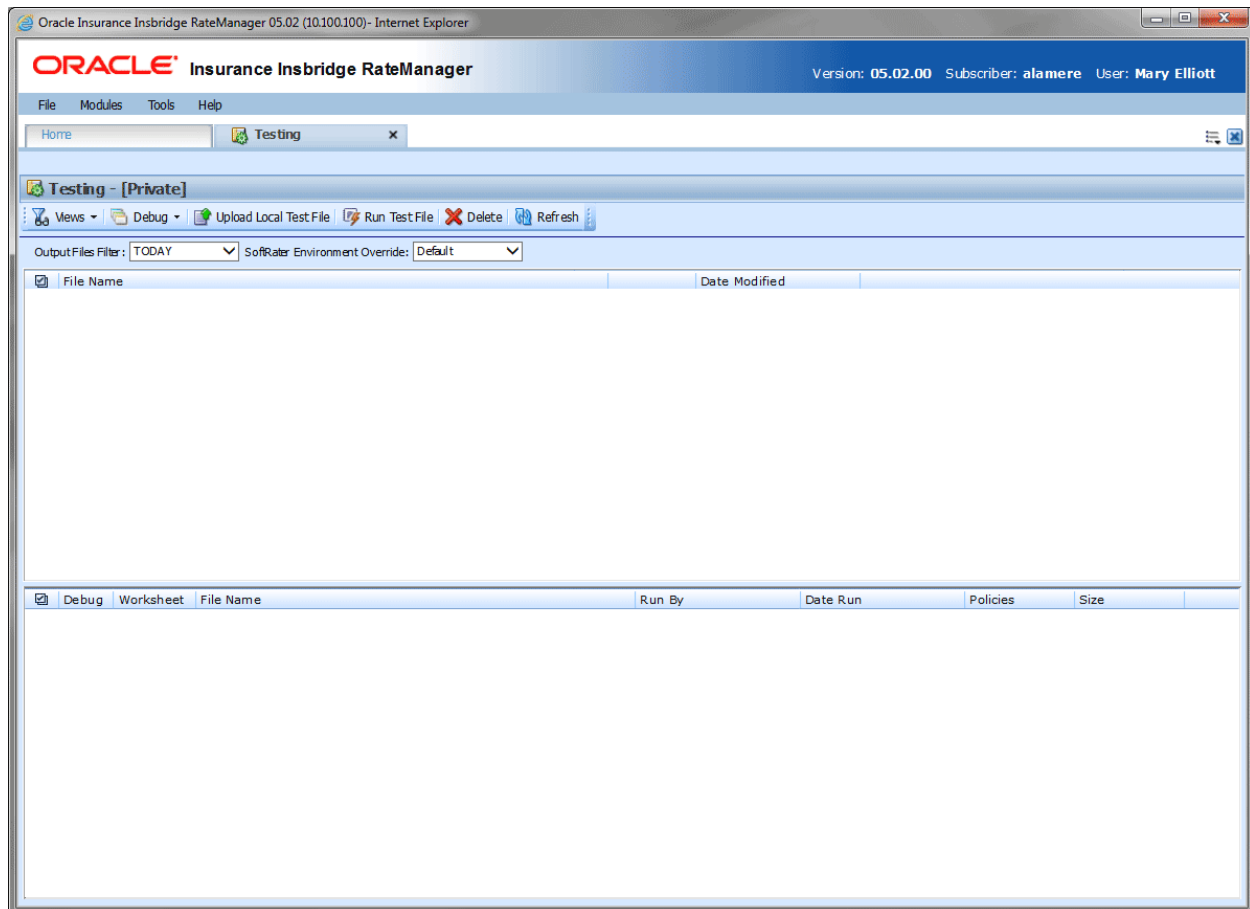 Oracle Insurance Insbridge RateManager 05.02 (10.100.100)- Internet Explorer
ORACLE Insurance Insbridge RateManager
Version: 05.02.00 Subscriber: alamere User: Mary Elliott
File Modules Tools Help
Home Testing
Testing - [Private]
Views Debug Upload Local Test File Run Test File Delete Refresh
Output Files Filter: TODAY SoftRater Environment Override: Default
File Name Date Modified
Debug Worksheet File Name Run By Date Run Policies Size